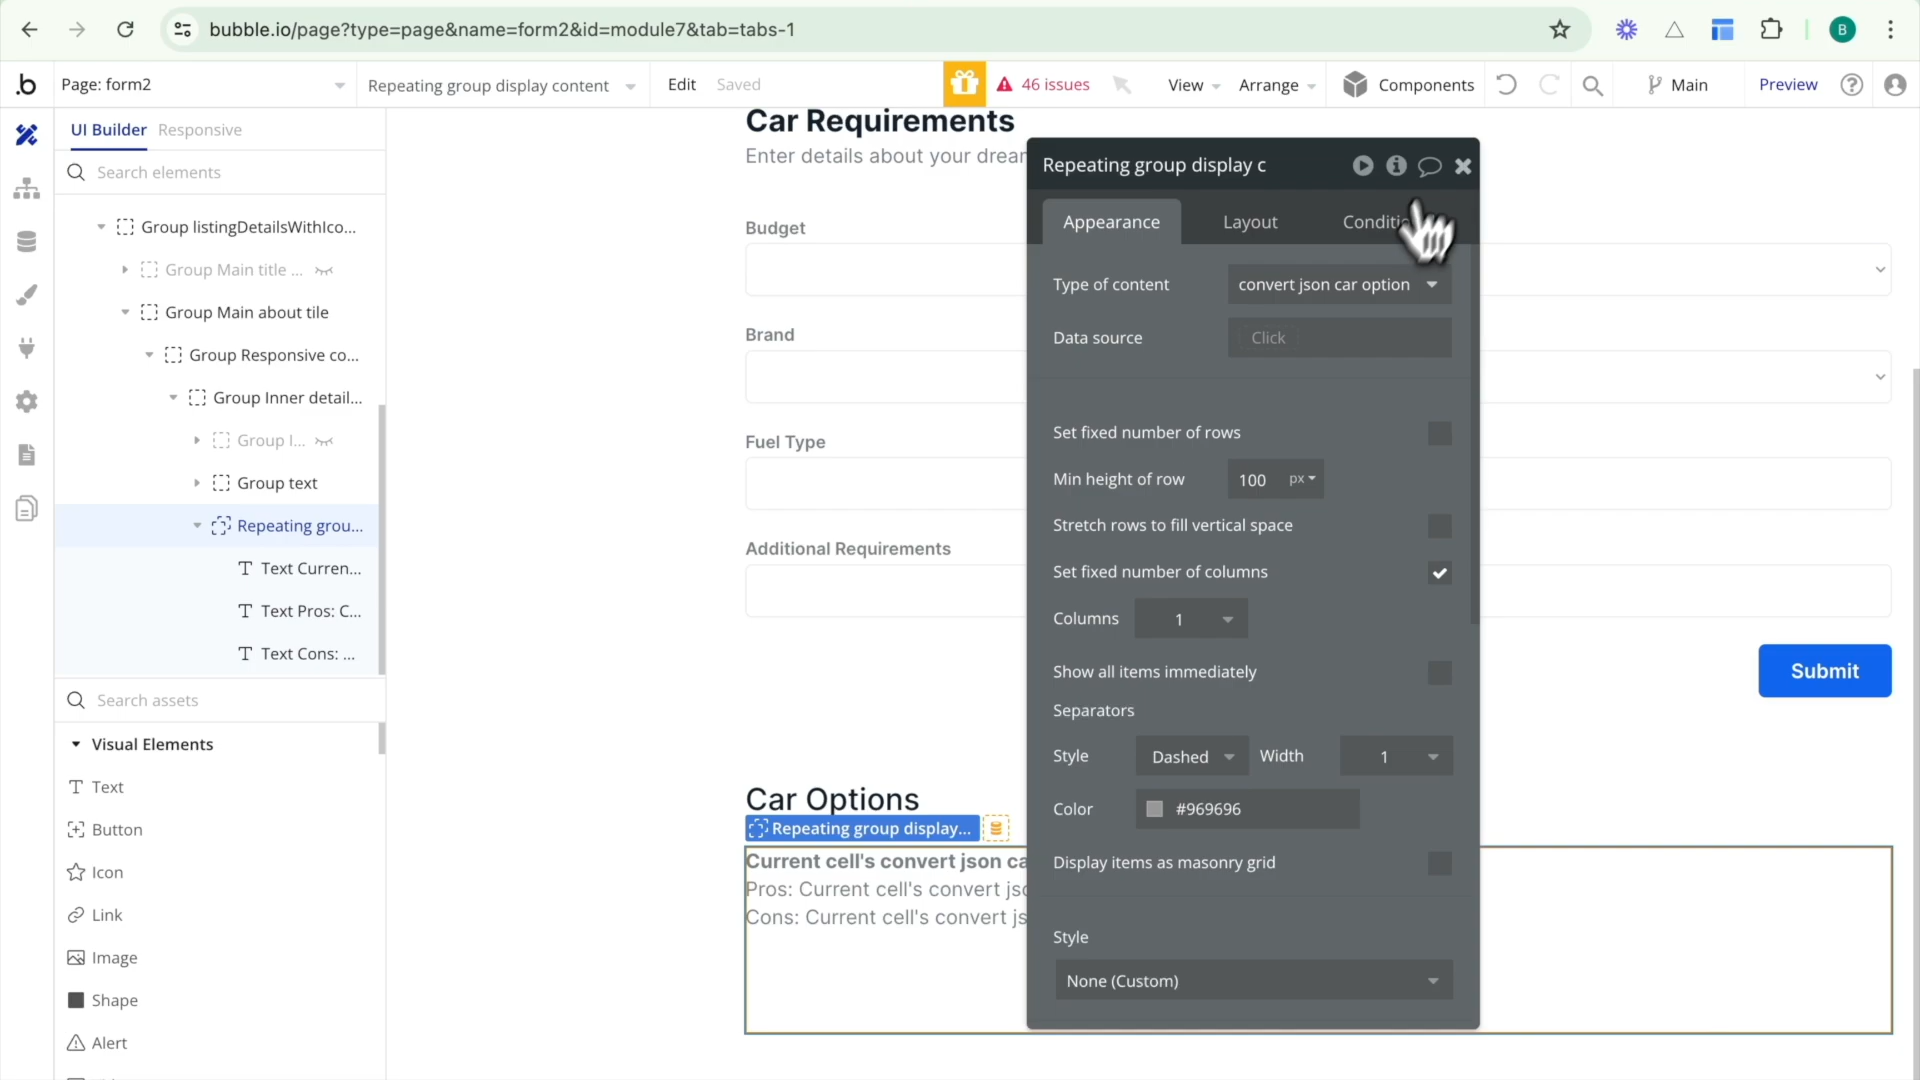 bubble.io/page?type=page&name=form2&id=module7&tab=tabs-1
B
b
Page: form2
Repeating group display content
Edit
Saved
46 issues
View
Arrange
Components
Main
Preview
UI Builder
Responsive
Search elements
Group listingDetailsWithIco...
Group Main title ...
Group Main about tile
Group Responsive co...
Group Inner detail...
Group I...
Group text
Repeating grou...
Text Curren...
Text Pros: C...
Text Cons: ...
Search assets
Visual Elements
Text
Button
Icon
Link
Image
Shape
Alert
Car Requirements
Enter details about your drea
Budget
Brand
Fuel Type
Additional Requirements
Submit
Car Options
Repeating group display...
Current cell's convert json ca
Pros: Current cell's convert js
Cons: Current cell's convert js
Repeating group display c
Appearance
Layout
Conditi
Type of content
convert json car option
Data source
Click
Set fixed number of rows
Min height of row
100
px
Stretch rows to fill vertical space
Set fixed number of columns
Columns
1
Show all items immediately
Separators
Style
Dashed
Width
1
Color
#969696
Display items as masonry grid
Style
None (Custom)